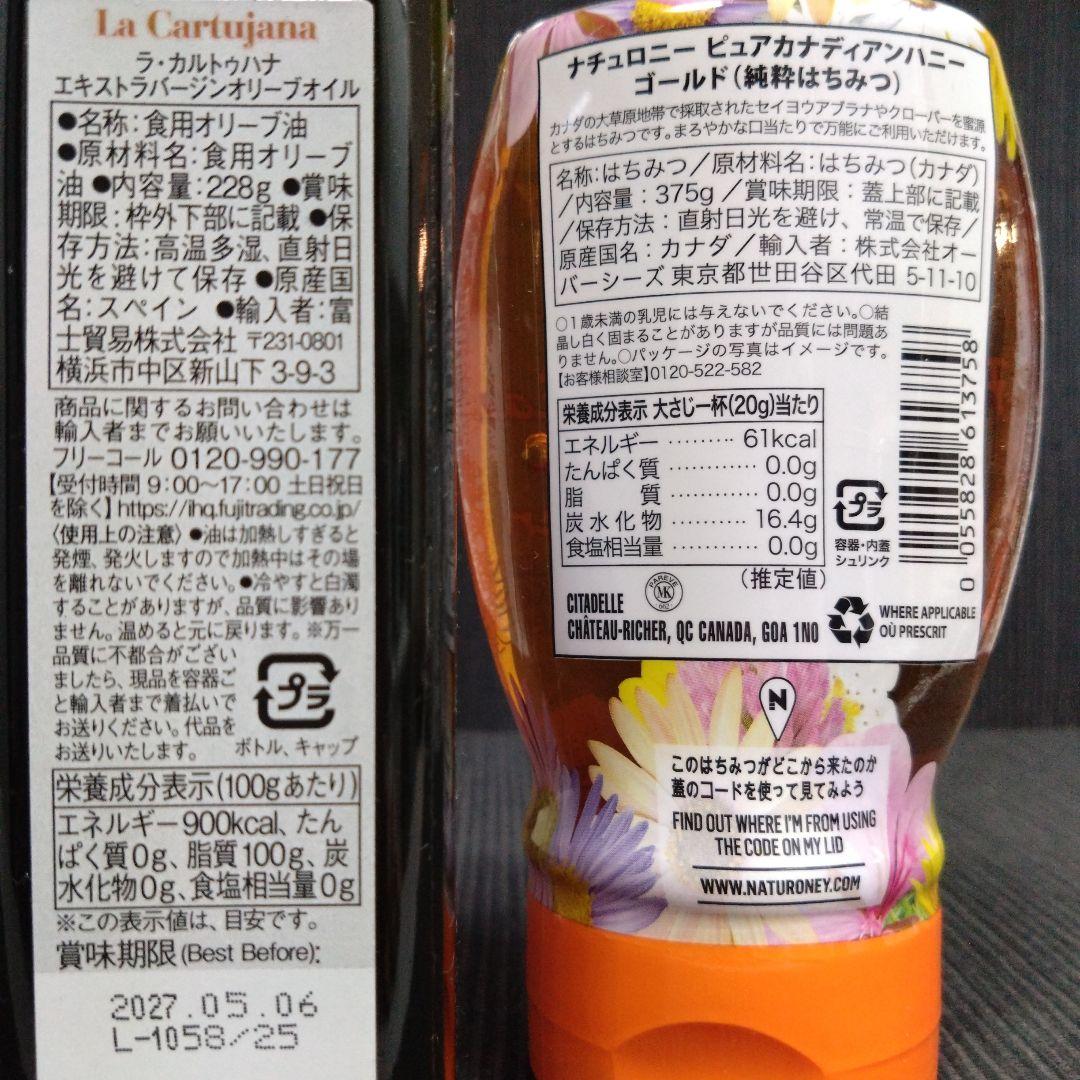 La Cartujana
ラ・カルトゥハナ
エキストラバージンオリーブオイル
●名称:食用オリーブ油
●原材料名:食用オリーブ
油 ●内容量:228g ●賞味
期限:枠外下部に記載 ●保
存方法:高温多湿、直射日
光を避けて保存 ●原産国
名:スペイン ●輸入者:富
士貿易株式会社 〒231-0801
横浜市中区新山下 3-9-3
商品に関するお問い合わせは
輸入者までお願いいたします。
フリーコール 0120-990-177
【受付時間 9:00〜17:00 土日祝日
を除く】https://ihq.fujitrading.co.jp/
〈使用上の注意〉 ●油は加熱しすぎると
発煙、発火しますので加熱中はその場
を離れないでください。●冷やすと白濁
することがありますが、品質に影響あり
ません。温めると元に戻ります。※万一
品質に不都合がござい
ましたら、現品を容器ご
と輸入者まで着払いで
お送りください。代品を
お送りいたします。
プラ
ボトル、キャップ
栄養成分表示(100gあたり)
エネルギー900kcal、たん
ぱく質0g、脂質100g、炭
水化物0g、食塩相当量0g
※この表示値は、目安です。
賞味期限(Best Before):
2027.05.06
L-1058/25
ナチュロニー ピュアカナディアンハニー
ゴールド(純粋はちみつ)
カナダの大草原地帯で採取されたセイヨウアブラナやクローバーを蜜源
とするはちみつです。まろやかな口当たりで万能にご利用いただけます。
名称:はちみつ/原材料名:はちみつ(カナダ)
/内容量:375g/賞味期限:蓋上部に記載
/保存方法:直射日光を避け、常温で保存/
原産国名:カナダ/輸入者:株式会社オー
バーシーズ 東京都世田谷区代田 5-11-10
○1歳未満の乳児には与えないでください。○結
晶し白く固まることがありますが品質には問題あ
りません。○パッケージの写真はイメージです。
【お客様相談室】0120-522-582
栄養成分表示 大さじ一杯(20g)当たり
エネルギー ········· 61kcal
たんぱく質 ············ 0.0g
脂 質 ············ 0.0g
炭水化物 ·········· 16.4g
食塩相当量 ············ 0.0g
(推定値)
プラ
容器・内蓋
シュリンク
0 055828 613758
CITADELLE
CHÂTEAU-RICHER, QC CANADA, G0A 1N0
PAREVE
MK
662
WHERE APPLICABLE
OÙ PRESCRIT
N
このはちみつがどこから来たのか
蓋のコードを使って見てみよう
FIND OUT WHERE I'M FROM USING
THE CODE ON MY LID
WWW.NATURONEY.COM